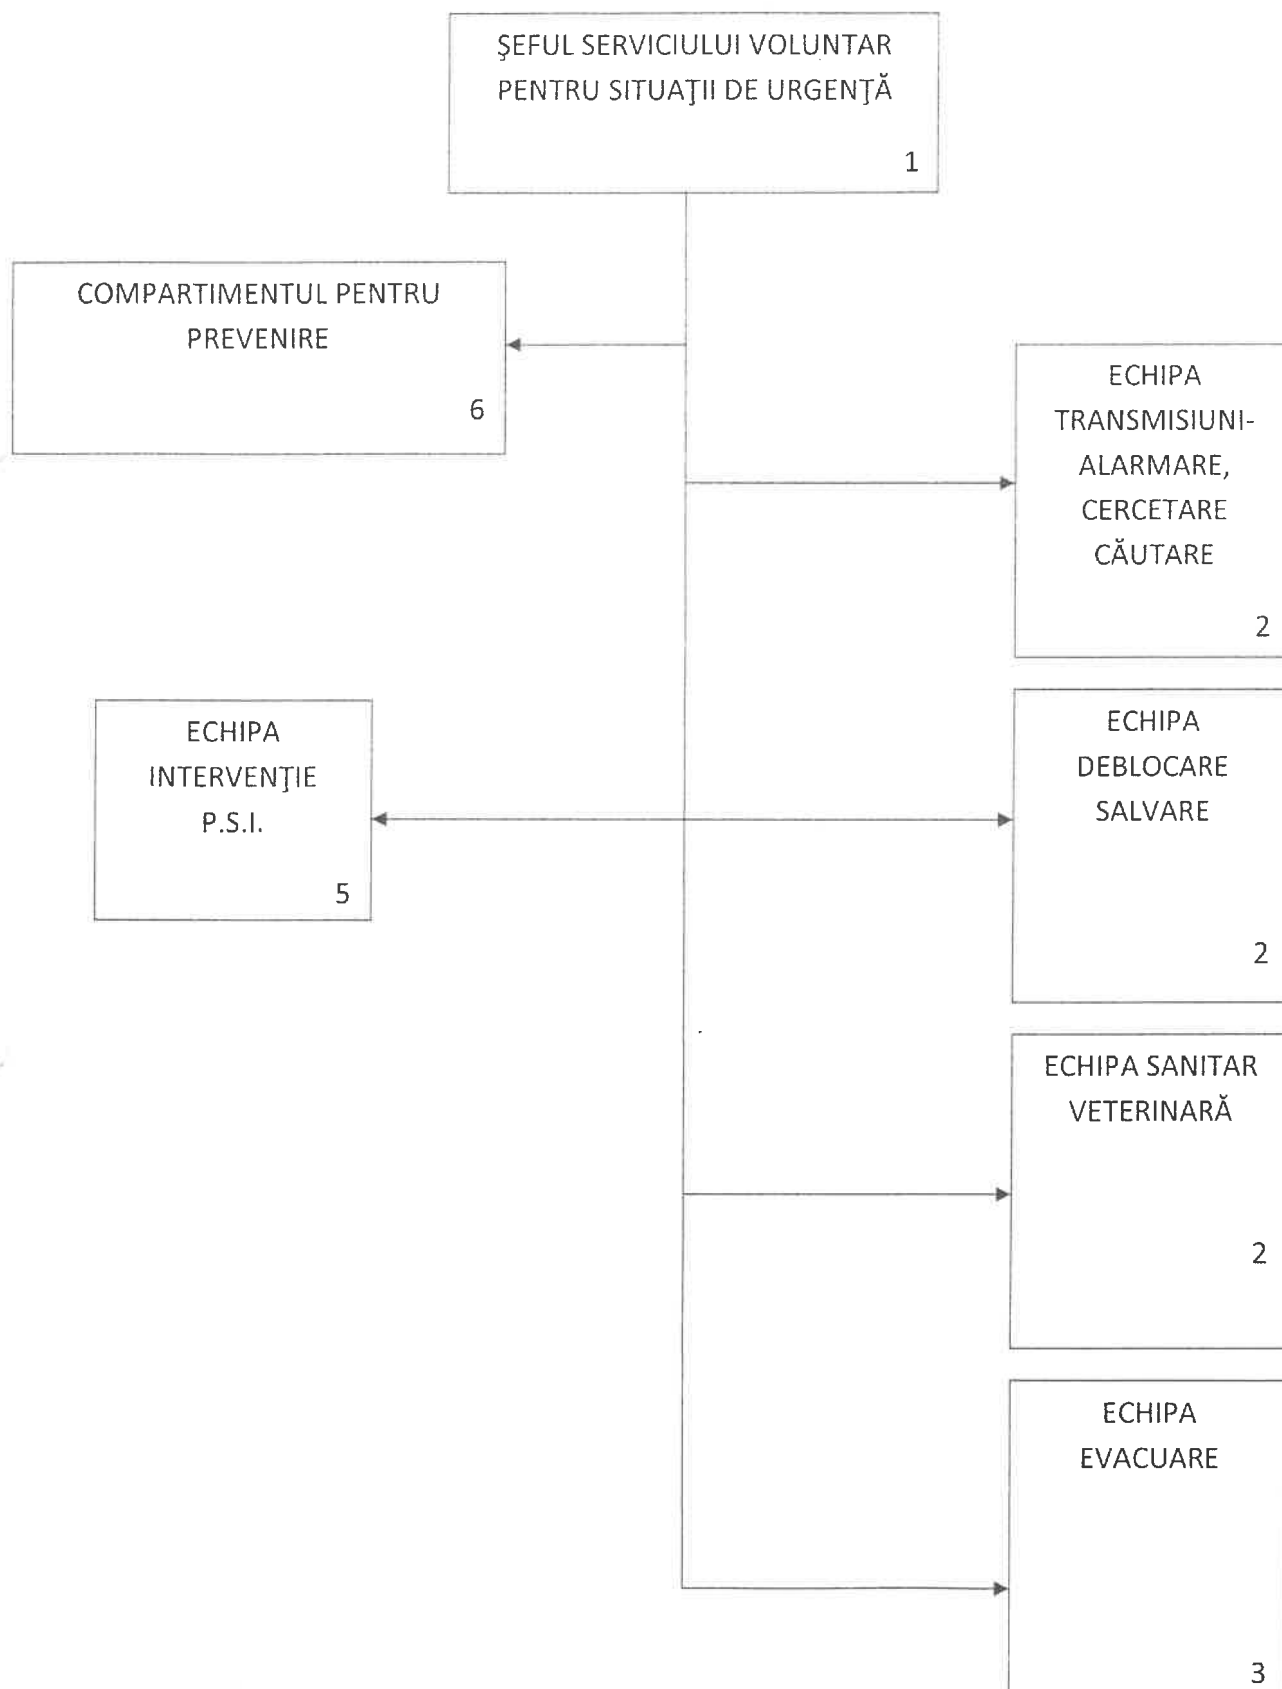 ŞEFUL SERVICIULUI VOLUNTAR
PENTRU SITUAŢII DE URGENŢĂ
1
COMPARTIMENTUL PENTRU
PREVENIRE
6
ECHIPA
TRANSMISIUNI-
ALARMARE,
CERCETARE
CĂUTARE
2
ECHIPA
INTERVENŢIE
P.S.I.
5
ECHIPA
DEBLOCARE
SALVARE
2
ECHIPA SANITAR
VETERINARĂ
2
ECHIPA
EVACUARE
3